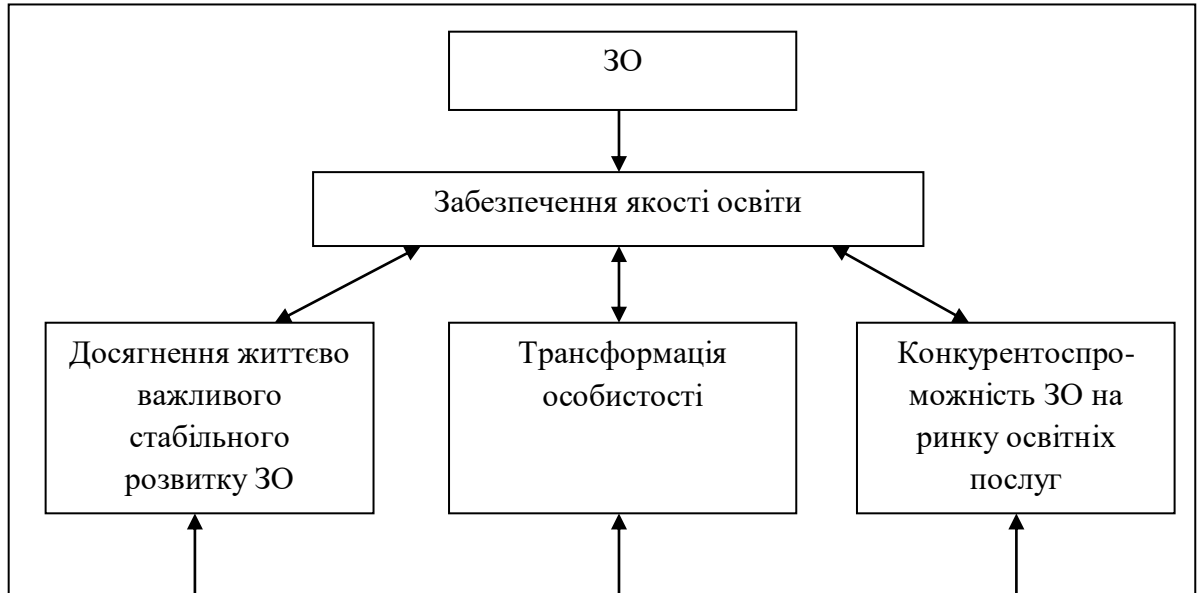 ЗО
Забезпечення якості освіти
Досягнення життєво
важливого
стабільного
розвитку ЗО
Трансформація
особистості
Конкурентоспро-
можність ЗО на
ринку освітніх
послуг